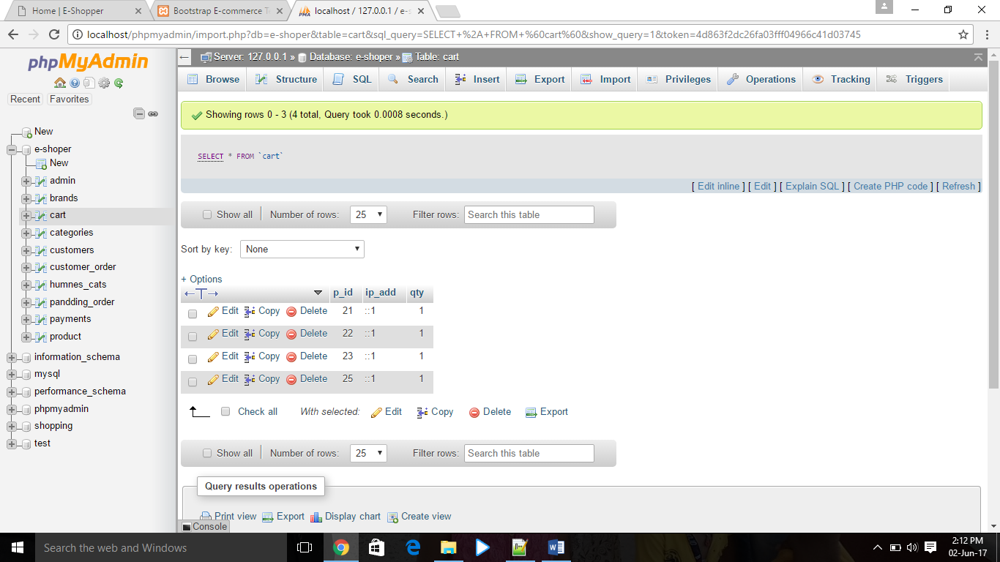 Home | E-Shopper
Bootstrap E-commerce Te
localhost / 127.0.0.1 / e-s
localhost/phpmyadmin/import.php?db=e-shoper&table=cart&sql_query=SELECT+%2A+FROM+%60cart%60&show_query=1&token=4d863f2dc26fa03fff04966c41d03745
phpMyAdmin
Recent Favorites
New
e-shoper
New
admin
brands
cart
categories
customers
customer_order
humnes_cats
pandding_order
payments
product
information_schema
mysql
performance_schema
phpmyadmin
shopping
test
Server: 127.0.0.1 » Database: e-shoper » Table: cart
Browse Structure SQL Search Insert Export Import Privileges Operations Tracking Triggers
Showing rows 0 - 3 (4 total, Query took 0.0008 seconds.)
SELECT * FROM `cart`
[ Edit inline ] [ Edit ] [ Explain SQL ] [ Create PHP code ] [ Refresh ]
Show all Number of rows: 25 Filter rows: Search this table
Sort by key: None
+ Options
←T→ p_id ip_add qty
Edit Copy Delete 21 ::1 1
Edit Copy Delete 22 ::1 1
Edit Copy Delete 23 ::1 1
Edit Copy Delete 25 ::1 1
Check all With selected: Edit Copy Delete Export
Show all Number of rows: 25 Filter rows: Search this table
Query results operations
Print view Export Display chart Create view
Console
Search the web and Windows
2:12 PM
02-Jun-17